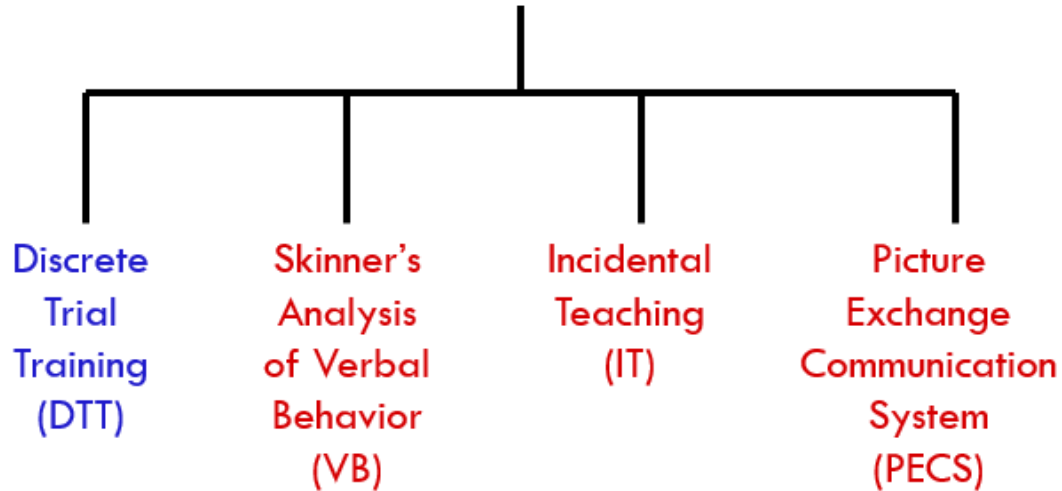 Discrete
Trial
Training
(DTT)
Skinner's
Analysis
of Verbal
Behavior
(VB)
Incidental
Teaching
(IT)
Picture
Exchange
Communication
System
(PECS)